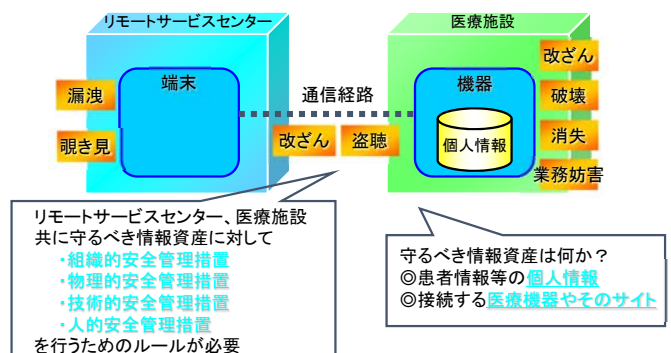 リモートサービスセンター
医療施設
改ざん
端末
機器
漏洩
通信経路
破壊
覗き見
改ざん
盗聴
個人情報
消失
業務妨害
リモートサービスセンター、医療施設
共に守るべき情報資産に対して
・組織的安全管理措置
・物理的安全管理措置
・技術的安全管理措置
・人的安全管理措置
を行うためのルールが必要
守るべき情報資産は何か？
◎患者情報等の個人情報
◎接続する医療機器やそのサイト